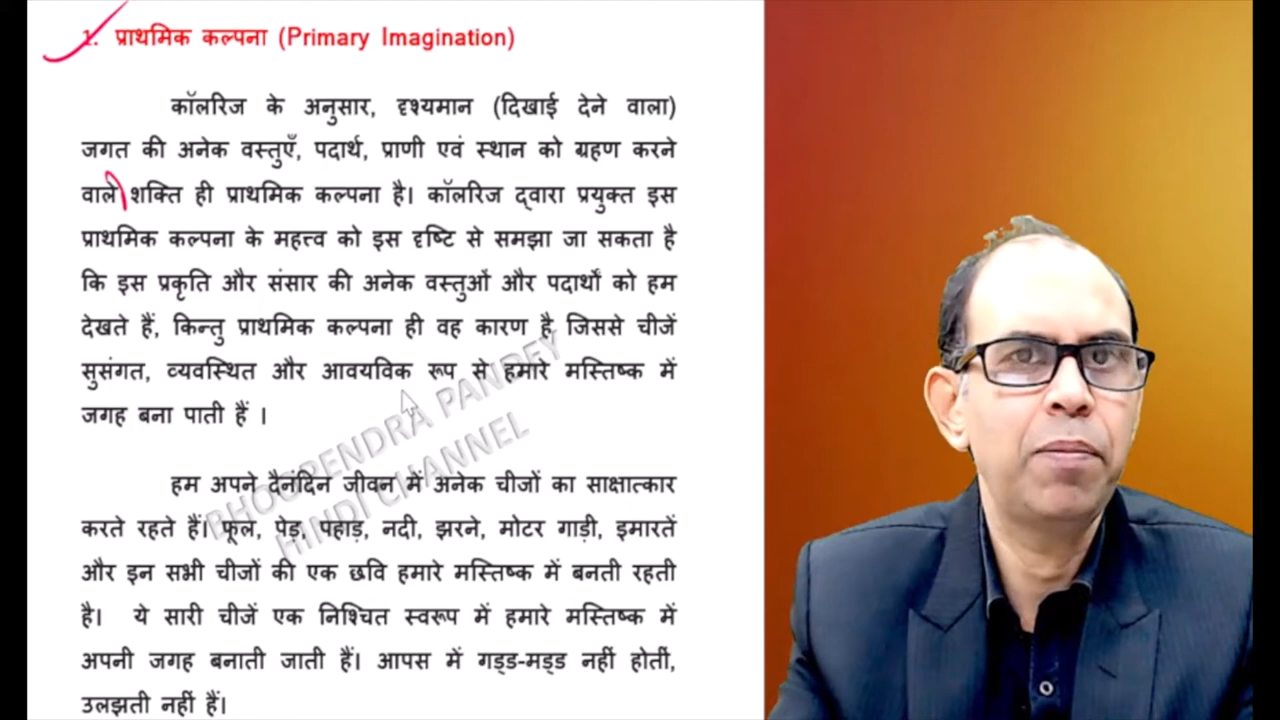 1. प्राथमिक कल्पना (Primary Imagination)
कॉलरिज के अनुसार, दृश्यमान (दिखाई देने वाला)
जगत की अनेक वस्तुएँ, पदार्थ, प्राणी एवं स्थान को ग्रहण करने
वाले शक्ति ही प्राथमिक कल्पना है। कॉलरिज द्वारा प्रयुक्त इस
प्राथमिक कल्पना के महत्त्व को इस दृष्टि से समझा जा सकता है
कि इस प्रकृति और संसार की अनेक वस्तुओं और पदार्थों को हम
देखते हैं, किन्तु प्राथमिक कल्पना ही वह कारण है जिससे चीजें
सुसंगत, व्यवस्थित और आवयविक रूप से हमारे मस्तिष्क में
जगह बना पाती हैं ।
BHOOPENDRA PANDEY
HINDI CHANNEL
हम अपने दैनंदिन जीवन में अनेक चीजों का साक्षात्कार
करते रहते हैं। फूल, पेड़, पहाड़, नदी, झरने, मोटर गाड़ी, इमारतें
और इन सभी चीजों की एक छवि हमारे मस्तिष्क में बनती रहती
है। ये सारी चीजें एक निश्चित स्वरूप में हमारे मस्तिष्क में
अपनी जगह बनाती जाती हैं। आपस में गड्ड-मड्ड नहीं होतीं,
उलझती नहीं हैं।